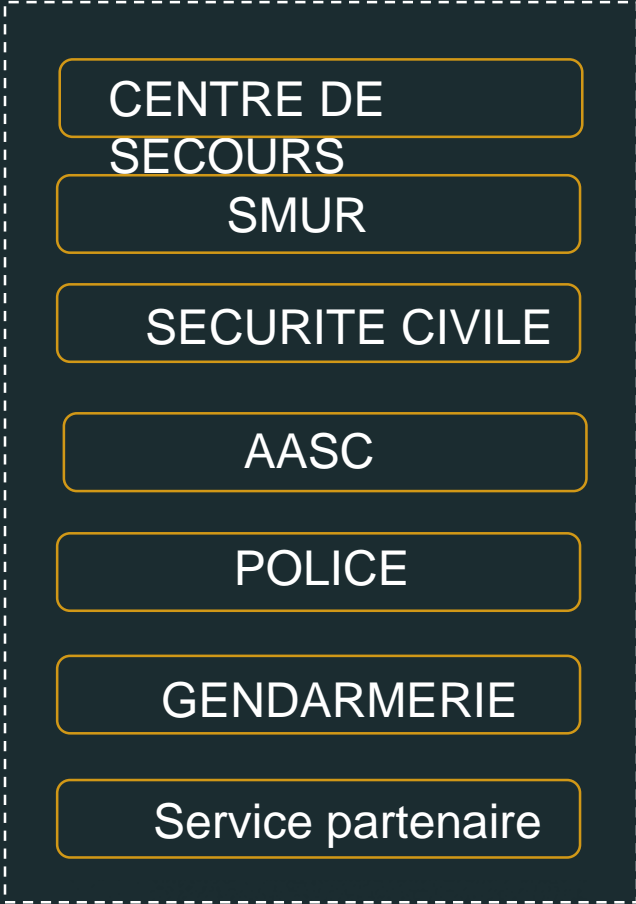 CENTRE DE
SECOURS
SMUR
SECURITE CIVILE
AASC
POLICE
GENDARMERIE
Service partenaire